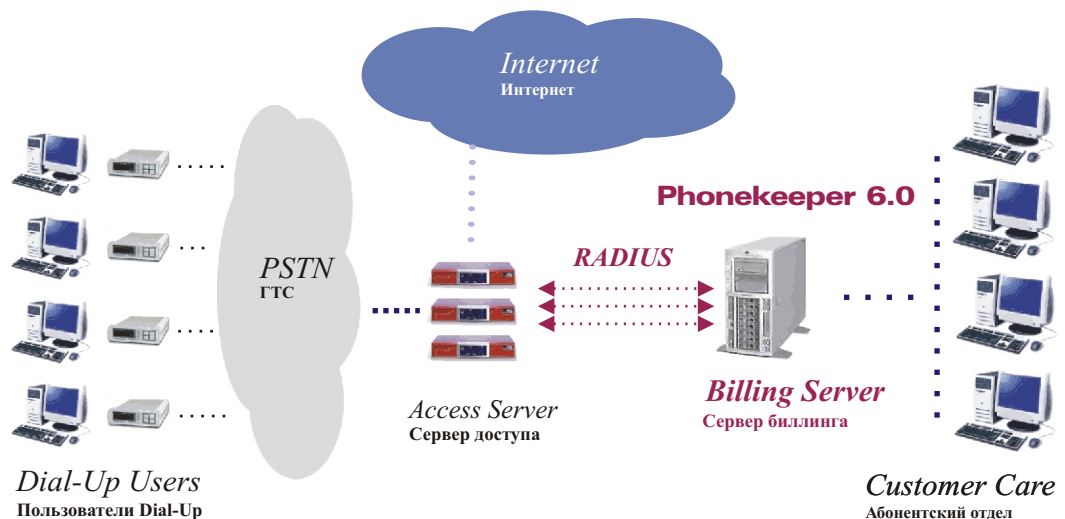 Internet
Интернет
Phonekeeper 6.0
RADIUS
PSTN
ГТС
Access Server
Сервер доступа
Billing Server
Сервер биллинга
Dial-Up Users
Пользователи Dial-Up
Customer Care
Абонентский отдел